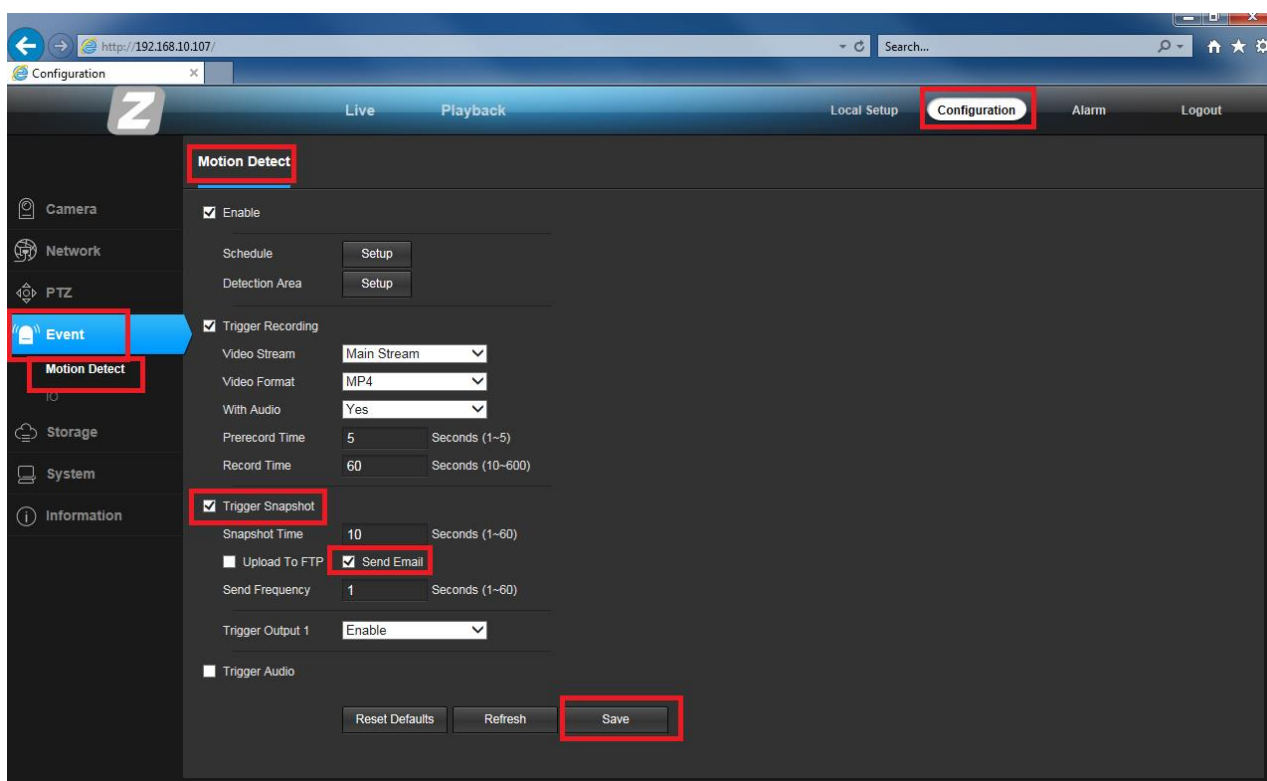 http://192.168.10.107/
Search...
Configuration
Z
Live Playback Local Setup Configuration Alarm Logout
Motion Detect
Camera
Network
PTZ
Event
Motion Detect
IO
Storage
System
Information
Enable
Schedule Setup
Detection Area Setup
Trigger Recording
Video Stream Main Stream
Video Format MP4
With Audio Yes
Prerecord Time 5 Seconds (1~5)
Record Time 60 Seconds (10~600)
Trigger Snapshot
Snapshot Time 10 Seconds (1~60)
Upload To FTP Send Email
Send Frequency 1 Seconds (1~60)
Trigger Output 1 Enable
Trigger Audio
Reset Defaults Refresh Save